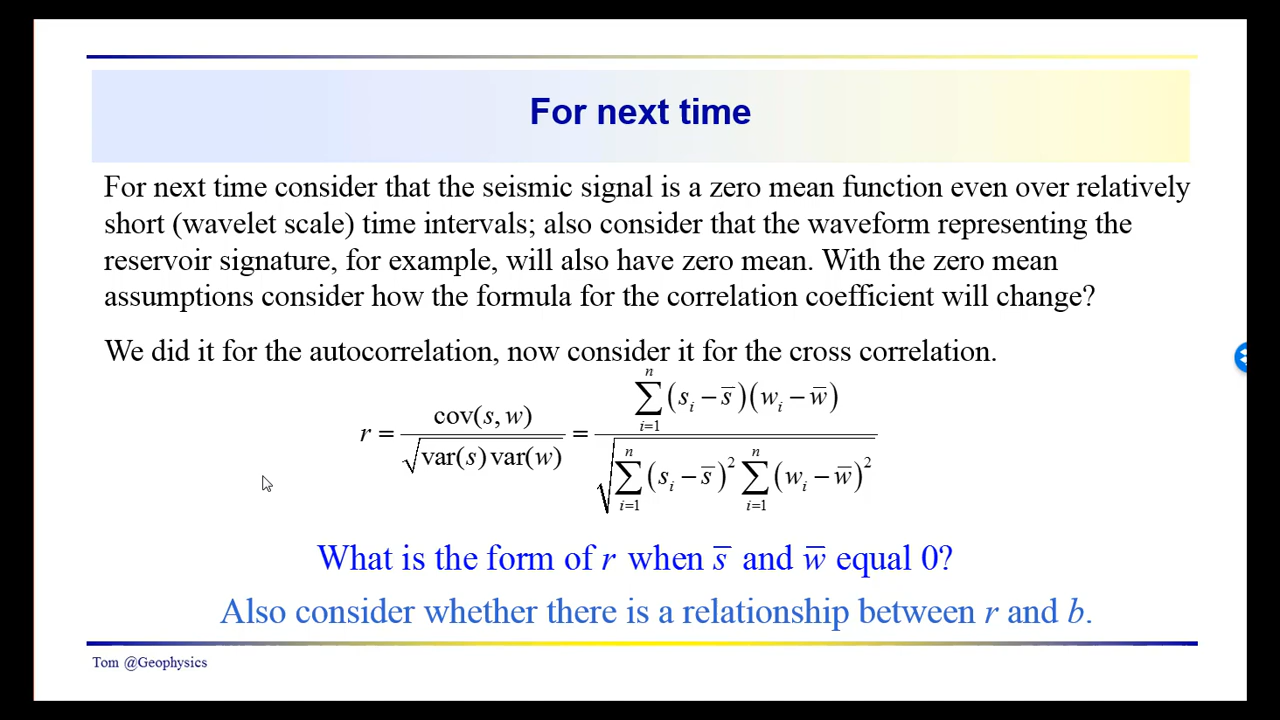 For next time
For next time consider that the seismic signal is a zero mean function even over relatively
short (wavelet scale) time intervals; also consider that the waveform representing the
reservoir signature, for example, will also have zero mean. With the zero mean
assumptions consider how the formula for the correlation coefficient will change?
We did it for the autocorrelation, now consider it for the cross correlation.
r = cov(s, w) / √(var(s) var(w)) = ∑_{i=1}^{n} (s_i − s̅)(w_i − w̅) / √(∑_{i=1}^{n} (s_i − s̅)² ∑_{i=1}^{n} (w_i − w̅)²)
What is the form of r when s̅ and w̅ equal 0?
Also consider whether there is a relationship between r and b.
Tom @Geophysics